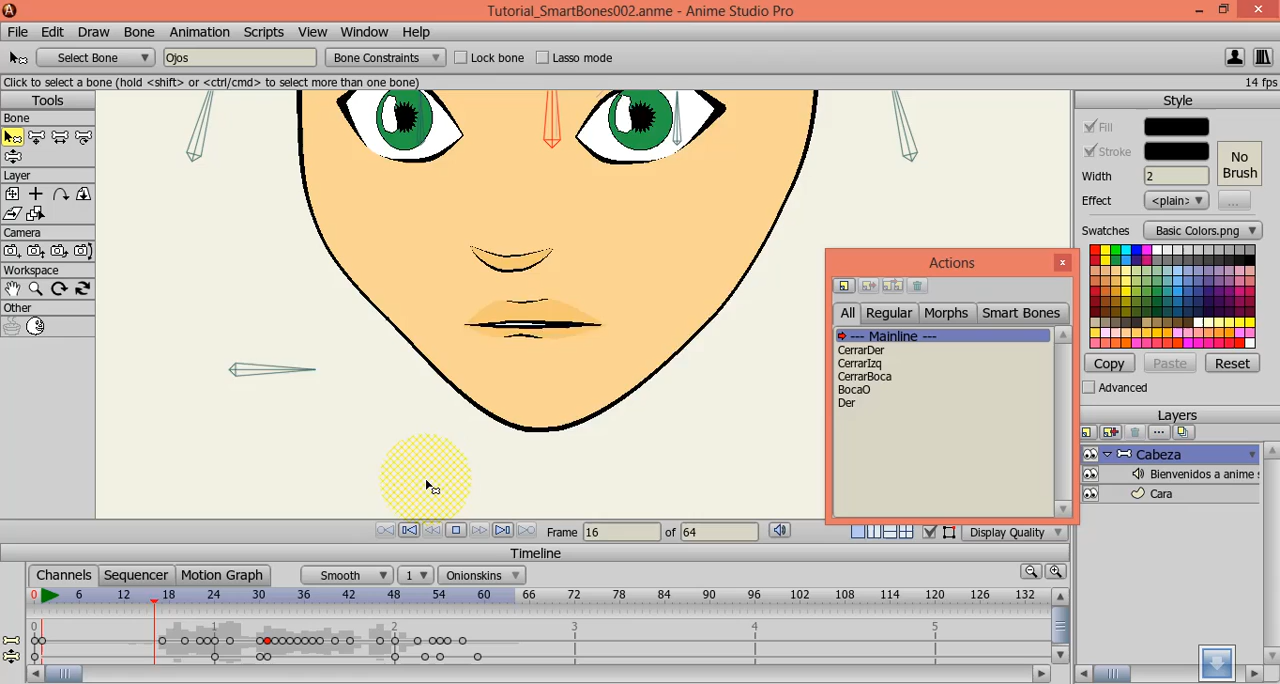 Tutorial_SmartBones002.anme - Anime Studio Pro
File Edit Draw Bone Animation Scripts View Window Help
Select Bone Ojos Bone Constraints Lock bone Lasso mode
Click to select a bone (hold <shift> or <ctrl/cmd> to select more than one bone) 14 fps
Tools
Bone
Layer
Camera
Workspace
Other
Style
Fill
Stroke
No Brush
Width 2
Effect <plain> ...
Swatches Basic Colors.png
Copy Paste Reset
Advanced
Layers
Cabeza
Bienvenidos a anime s
Cara
Actions
All Regular Morphs Smart Bones
--- Mainline ---
CerrarDer
CerrarIzq
CerrarBoca
BocaO
Der
Frame 16 of 64 Display Quality
Timeline
Channels Sequencer Motion Graph Smooth 1 Onionskins
0 6 12 18 24 30 36 42 48 54 60 66 72 78 84 90 96 102 108 114 120 126 132
0 1 2 3 4 5